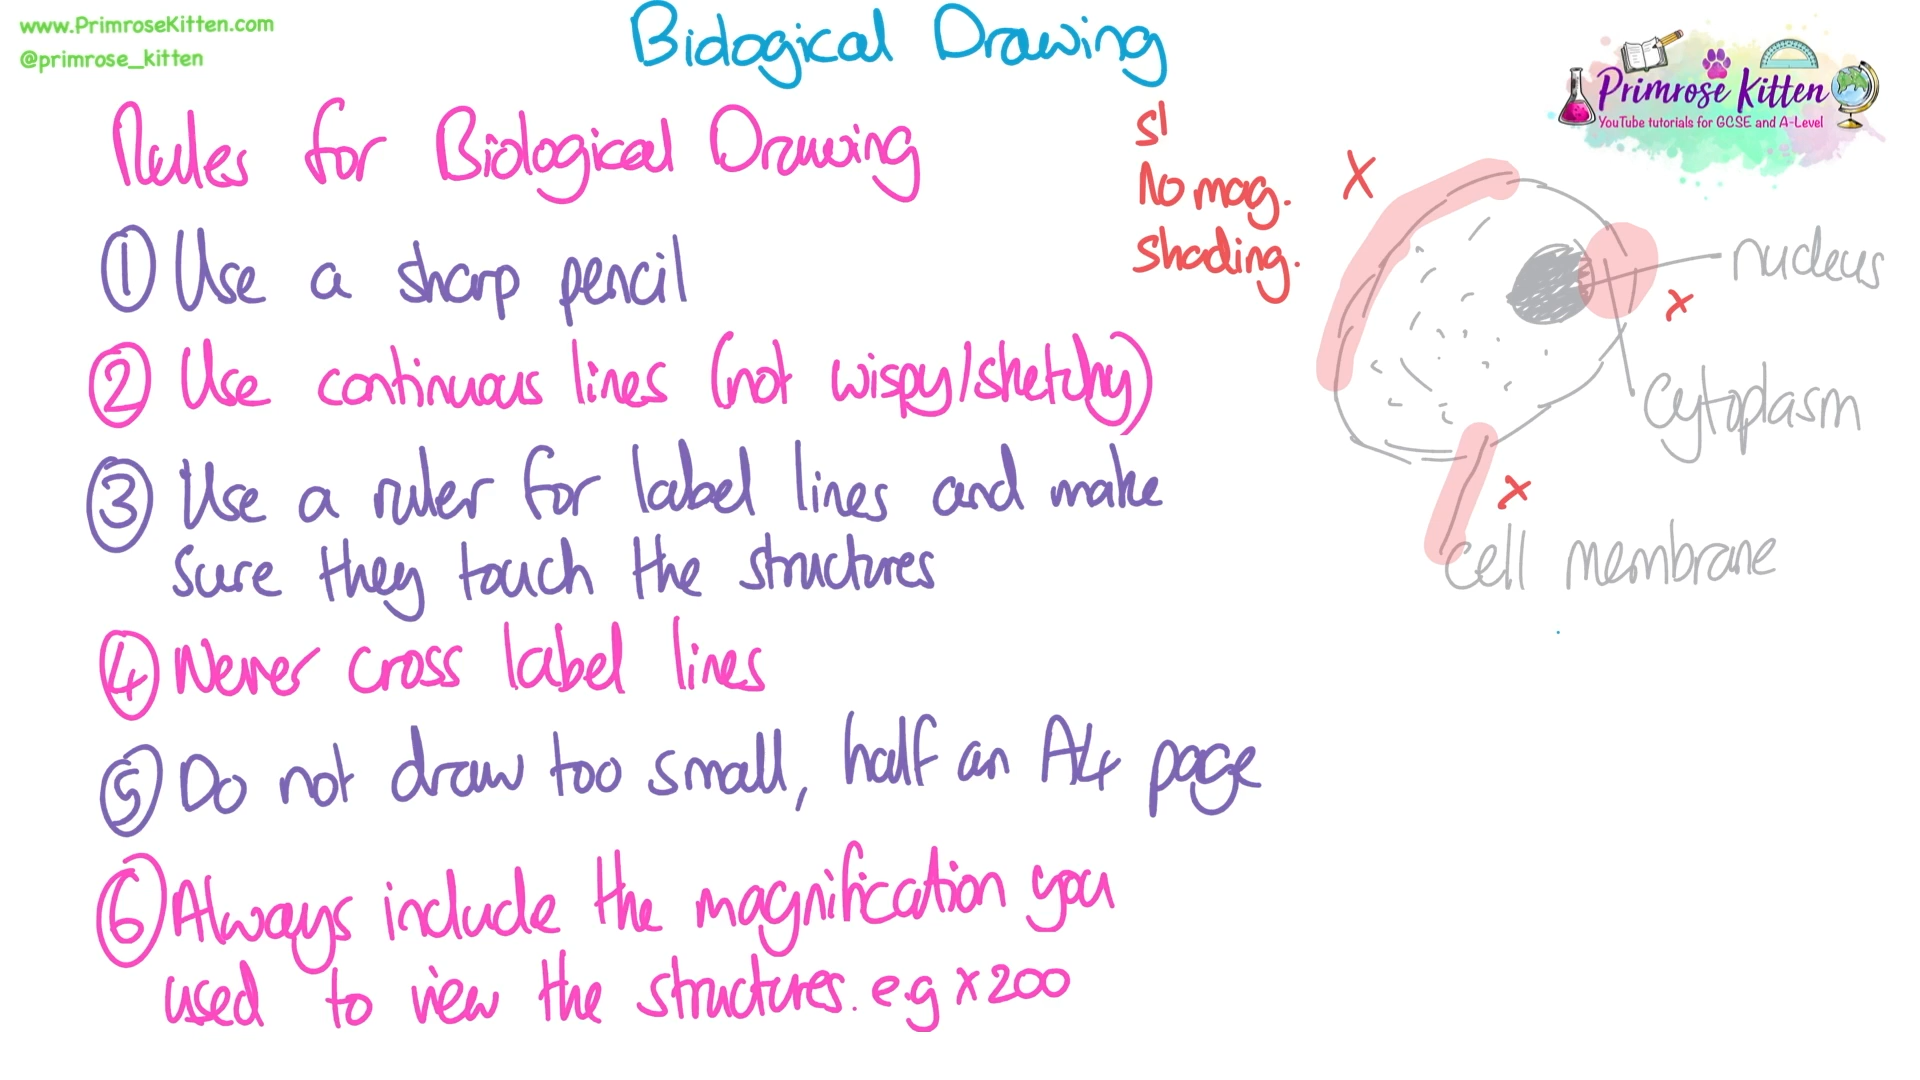 www.PrimroseKitten.com
@primrose_kitten
Biological Drawing
Primrose Kitten
YouTube tutorials for GCSE and A-Level
Rules for Biological Drawing
① Use a sharp pencil
② Use continuous lines (not wispy/sketchy)
③ Use a ruler for label lines and make
sure they touch the structures
④ Never cross label lines
⑤ Do not draw too small, half an A4 page
⑥ Always include the magnification you
used to view the structures. e.g x200
No mag.
Shading.
X
nucleus
x
cytoplasm
x
cell membrane